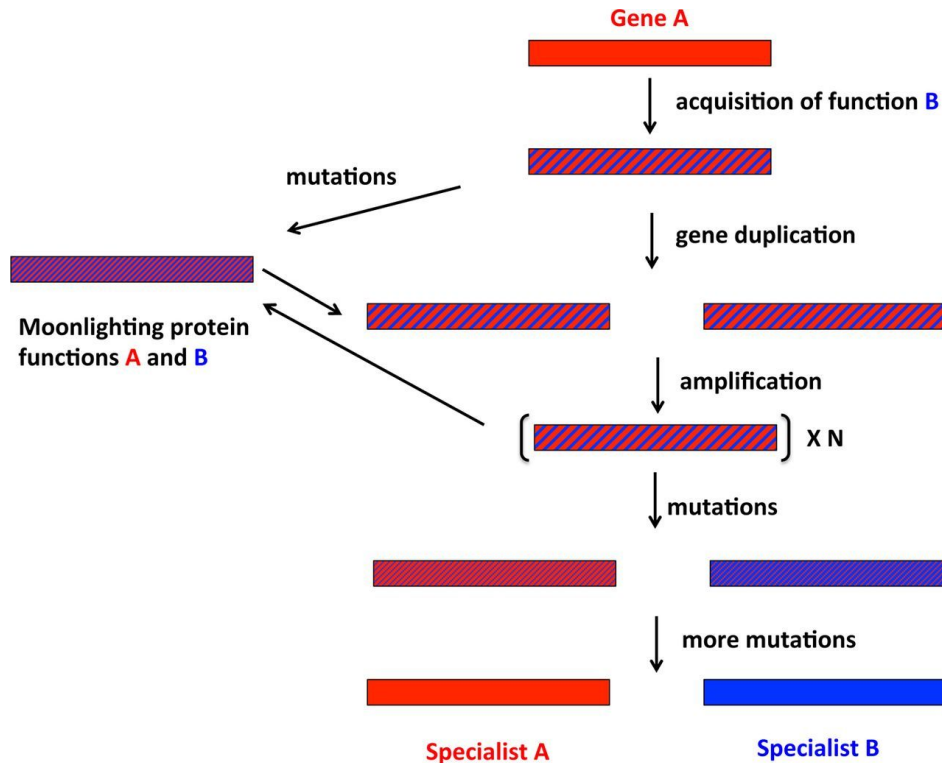 Gene A
acquisition of function B
mutations
gene duplication
Moonlighting protein
functions A and B
amplification
X N
mutations
more mutations
Specialist A
Specialist B